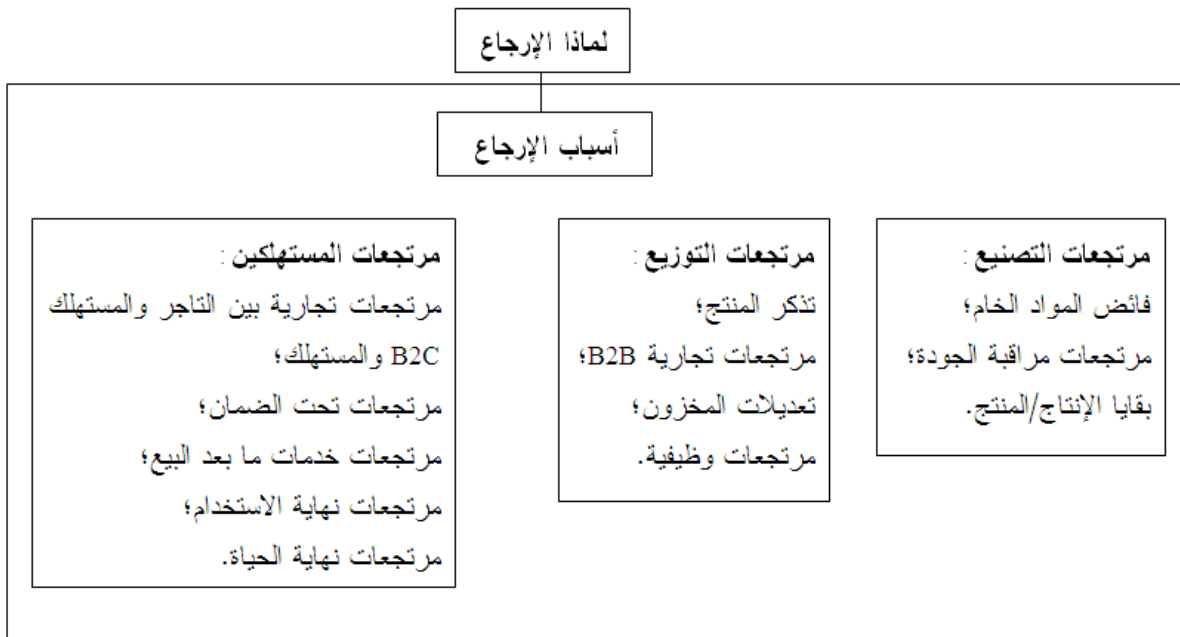 لماذا الإرجاع
أسباب الإرجاع
مرتجعات التصنيع :
فائض المواد الخام؛
مرتجعات مراقبة الجودة؛
بقايا الإنتاج/المنتج.
مرتجعات التوزيع :
تذكر المنتج؛
مرتجعات تجارية B2B؛
تعديلات المخزون؛
مرتجعات وظيفية.
مرتجعات المستهلكين :
مرتجعات تجارية بين التاجر والمستهلك
B2C والمستهلك؛
مرتجعات تحت الضمان؛
مرتجعات خدمات ما بعد البيع؛
مرتجعات نهاية الاستخدام؛
مرتجعات نهاية الحياة.